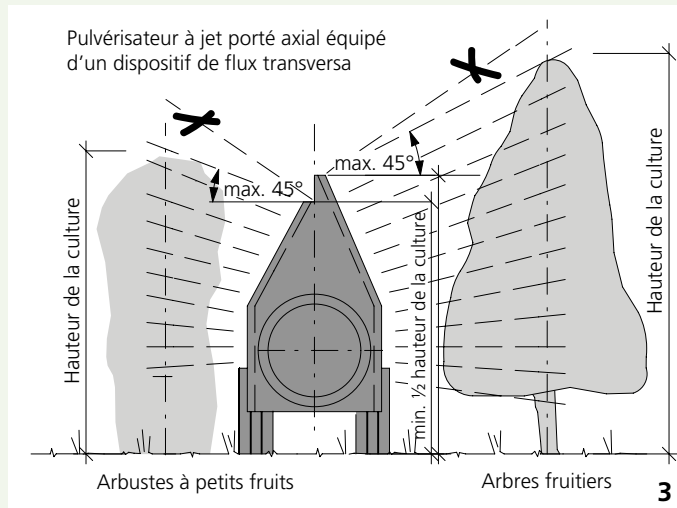 Pulvérisateur à jet porté axial équipé
d'un dispositif de flux transversa
max. 45°
max. 45°
Hauteur de la culture
min. ½ hauteur de la culture
Hauteur de la culture
Arbustes à petits fruits
Arbres fruitiers
3